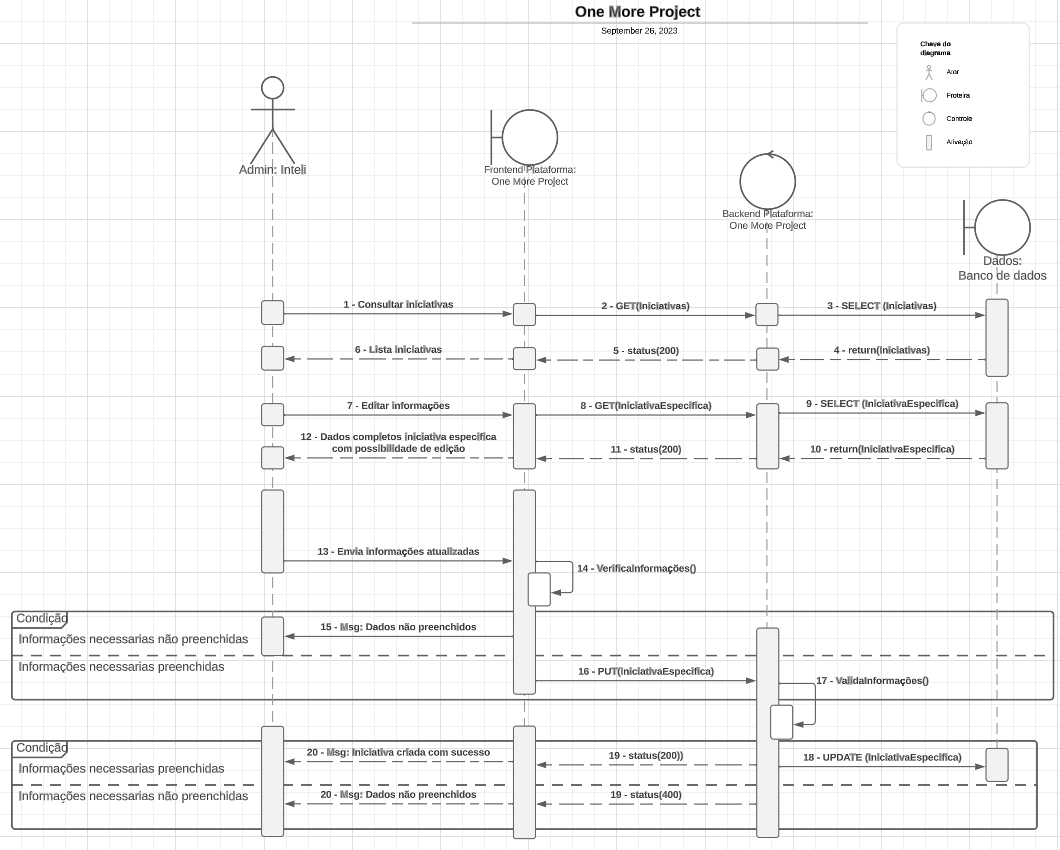 One More Project
September 26, 2023
Chave do
diagrama
Ator
Froteira
Controle
Ativação
Admin: Inteli
Frontend Plataforma:
One More Project
Backend Plataforma:
One More Project
Dados:
Banco de dados
1 - Consultar iniciativas
2 - GET(Iniciativas)
3 - SELECT (Iniciativas)
6 - Lista iniciativas
5 - status(200)
4 - return(Iniciativas)
7 - Editar informações
8 - GET(IniciativaEspecifica)
9 - SELECT (IniciativaEspecifica)
12 - Dados completos iniciativa especifica
com possibilidade de edição
11 - status(200)
10 - return(IniciativaEspecifica)
13 - Envia informações atualizadas
14 - VerificaInformações()
Condição
15 - Msg: Dados não preenchidos
Informações necessarias não preenchidas
Informações necessarias preenchidas
16 - PUT(IniciativaEspecifica)
17 - ValidaInformações()
Condição
20 - Msg: Iniciativa criada com sucesso
19 - status(200))
18 - UPDATE (IniciativaEspecifica)
Informações necessarias preenchidas
Informações necessarias não preenchidas
20 - Msg: Dados não preenchidos
19 - status(400)